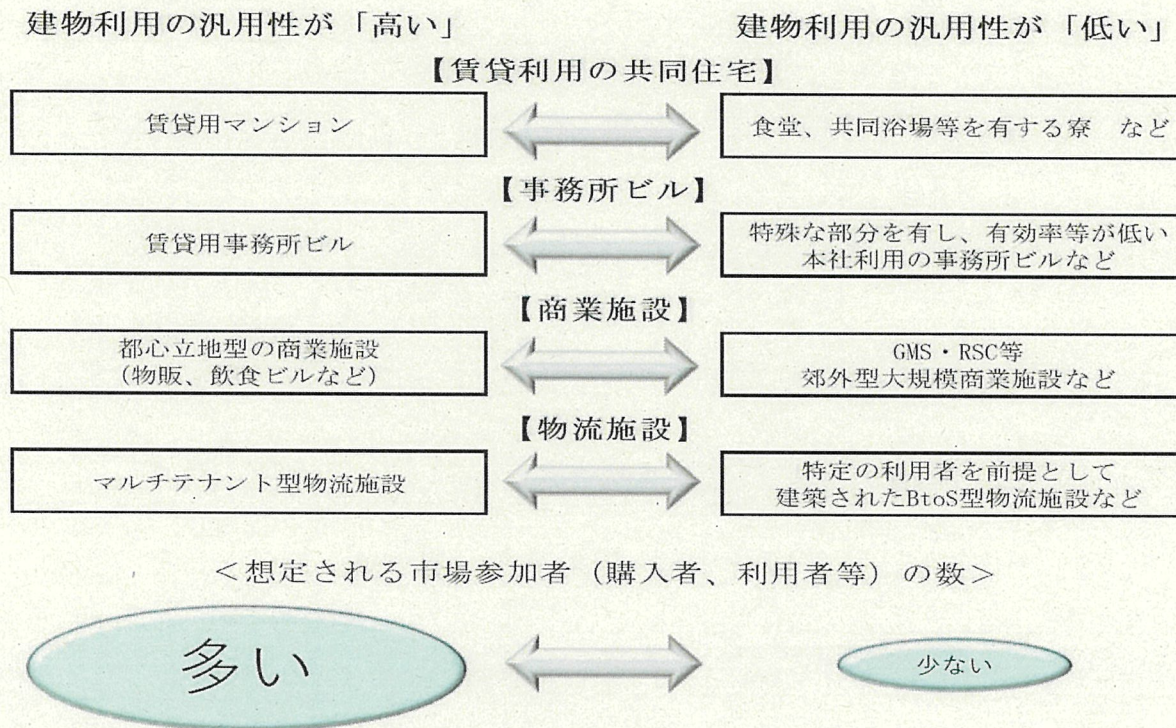 建物利用の汎用性が「高い」
建物利用の汎用性が「低い」
【賃貸利用の共同住宅】
賃貸用マンション
食堂、共同浴場等を有する寮　など
【事務所ビル】
賃貸用事務所ビル
特殊な部分を有し、有効率等が低い
本社利用の事務所ビルなど
【商業施設】
都心立地型の商業施設
(物販、飲食ビルなど)
GMS・RSC等
郊外型大規模商業施設など
【物流施設】
マルチテナント型物流施設
特定の利用者を前提として
建築されたBtoS型物流施設など
＜想定される市場参加者（購入者、利用者等）の数＞
多い
少ない